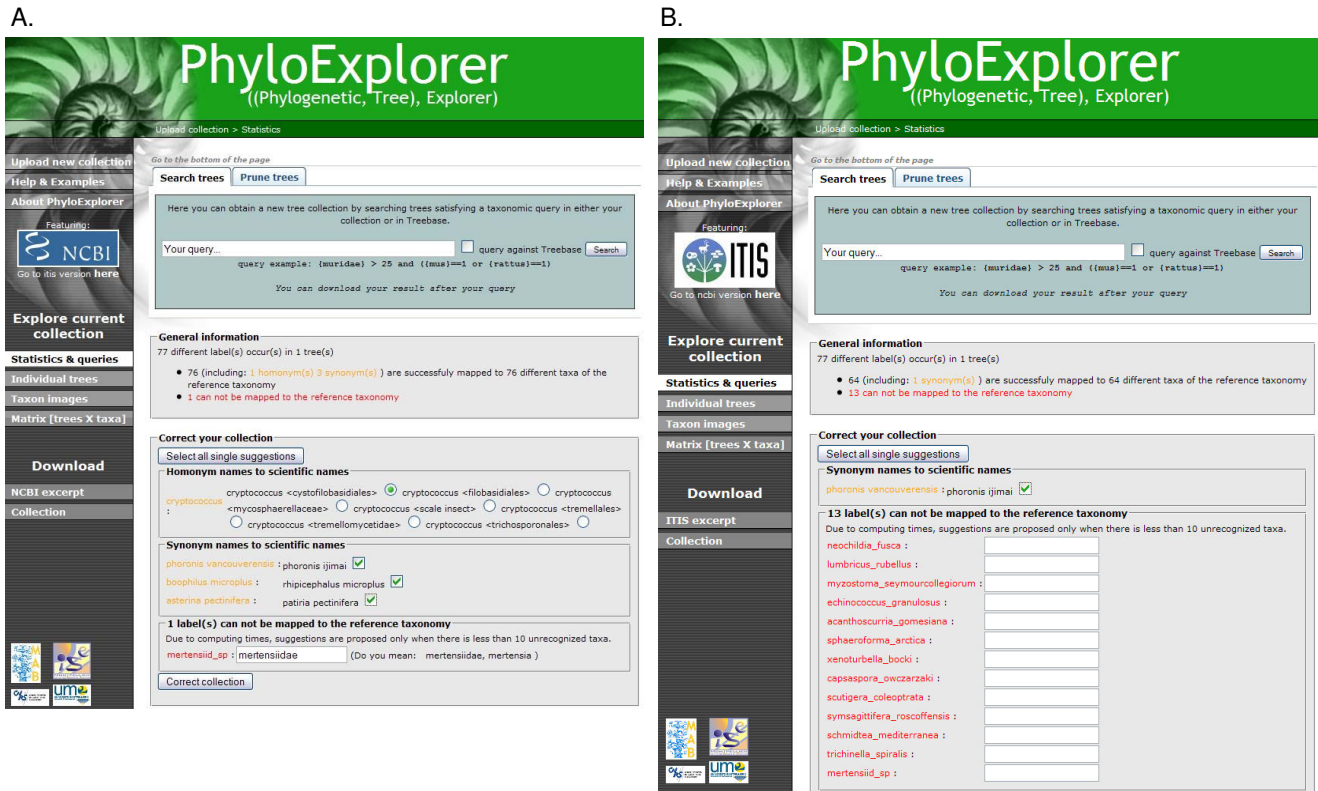 A.
PhyloExplorer
((Phylogenetic, Tree), Explorer)
Upload collection > Statistics
Upload new collection
Help & Examples
About PhyloExplorer
Featuring:
NCBI
Go to itis version here
Explore current
collection
Statistics & queries
Individual trees
Taxon images
Matrix [trees X taxa]
Download
NCBI excerpt
Collection
Go to the bottom of the page
Search trees Prune trees
Here you can obtain a new tree collection by searching trees satisfying a taxonomic query in either your
collection or in Treebase.
Your query... query against Treebase Search
query example: {muridae} > 25 and ({mus}==1 or {rattus}==1)
You can download your result after your query
General information
77 different label(s) occur(s) in 1 tree(s)
• 76 (including: 1 homonym(s) 3 synonym(s) ) are successfuly mapped to 76 different taxa of the
reference taxonomy
• 1 can not be mapped to the reference taxonomy
Correct your collection
Select all single suggestions
Homonym names to scientific names
cryptococcus : cryptococcus <cystofilobasidiales> cryptococcus <filobasidiales> cryptococcus
<mycosphaerellaceae> cryptococcus <scale insect> cryptococcus <tremellales>
cryptococcus <tremellomycetidae> cryptococcus <trichosporonales>
Synonym names to scientific names
phoronis vancouverensis : phoronis ijimai
boophilus microplus : rhipicephalus microplus
asterina pectinifera : patiria pectinifera
1 label(s) can not be mapped to the reference taxonomy
Due to computing times, suggestions are proposed only when there is less than 10 unrecognized taxa.
mertensiid_sp : mertensiidae (Do you mean: mertensiidae, mertensia )
Correct collection
MAB
ise
um2
B.
PhyloExplorer
((Phylogenetic, Tree), Explorer)
Upload collection > Statistics
Upload new collection
Help & Examples
About PhyloExplorer
Featuring:
ITIS
Go to ncbi version here
Explore current
collection
Statistics & queries
Individual trees
Taxon images
Matrix [trees X taxa]
Download
ITIS excerpt
Collection
Go to the bottom of the page
Search trees Prune trees
Here you can obtain a new tree collection by searching trees satisfying a taxonomic query in either your
collection or in Treebase.
Your query... query against Treebase Search
query example: {muridae} > 25 and ({mus}==1 or {rattus}==1)
You can download your result after your query
General information
77 different label(s) occur(s) in 1 tree(s)
• 64 (including: 1 synonym(s) ) are successfuly mapped to 64 different taxa of the reference taxonomy
• 13 can not be mapped to the reference taxonomy
Correct your collection
Select all single suggestions
Synonym names to scientific names
phoronis vancouverensis : phoronis ijimai
13 label(s) can not be mapped to the reference taxonomy
Due to computing times, suggestions are proposed only when there is less than 10 unrecognized taxa.
neochildia_fusca :
lumbricus_rubellus :
myzostoma_seymourcollegiorum :
echinococcus_granulosus :
acanthoscurria_gomesiana :
sphaeroforma_arctica :
xenoturbella_bocki :
capsaspora_owczarzaki :
scutigera_coleoptrata :
symsagittifera_roscoffensis :
schmidtea_mediterranea :
trichinella_spiralis :
mertensiid_sp :
MAB
ise
um2